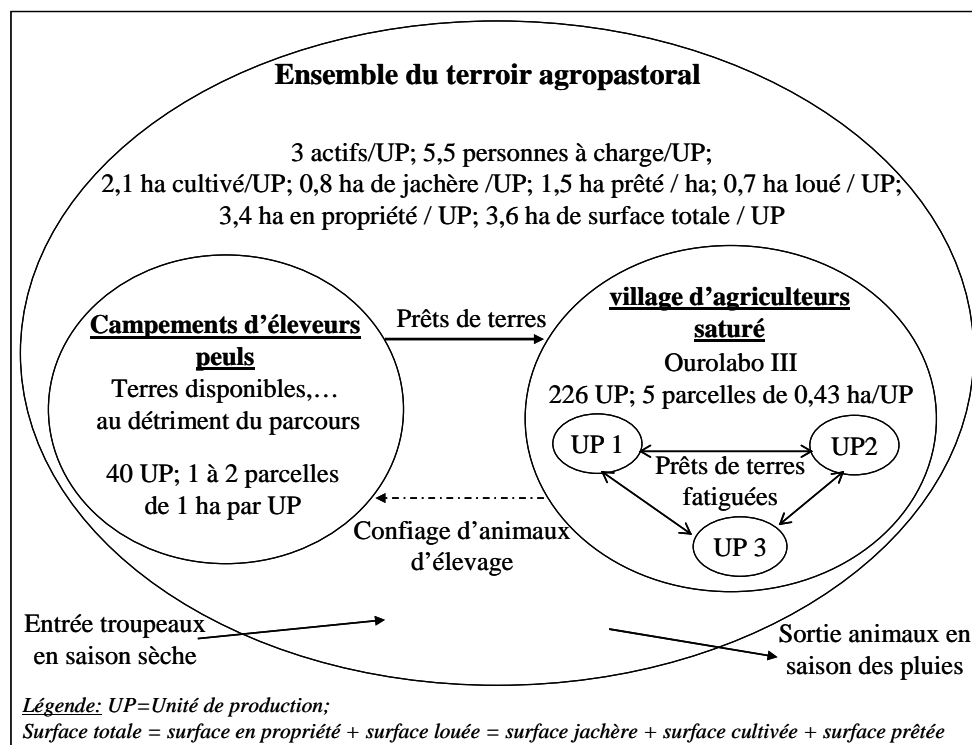 Ensemble du terroir agropastoral
3 actifs/UP; 5,5 personnes à charge/UP;
2,1 ha cultivé/UP; 0,8 ha de jachère /UP; 1,5 ha prêté / ha; 0,7 ha loué / UP;
3,4 ha en propriété / UP; 3,6 ha de surface totale / UP
Campements d'éleveurs
peuls
Terres disponibles,…
au détriment du parcours
40 UP; 1 à 2 parcelles
de 1 ha par UP
Prêts de terres
village d'agriculteurs
saturé
Ourolabo III
226 UP; 5 parcelles de 0,43 ha/UP
UP 1
UP2
Prêts de terres
fatiguées
UP 3
Confiage d'animaux
d'élevage
Entrée troupeaux
en saison sèche
Sortie animaux en
saison des pluies
Légende: UP=Unité de production;
Surface totale = surface en propriété + surface louée = surface jachère + surface cultivée + surface prêtée